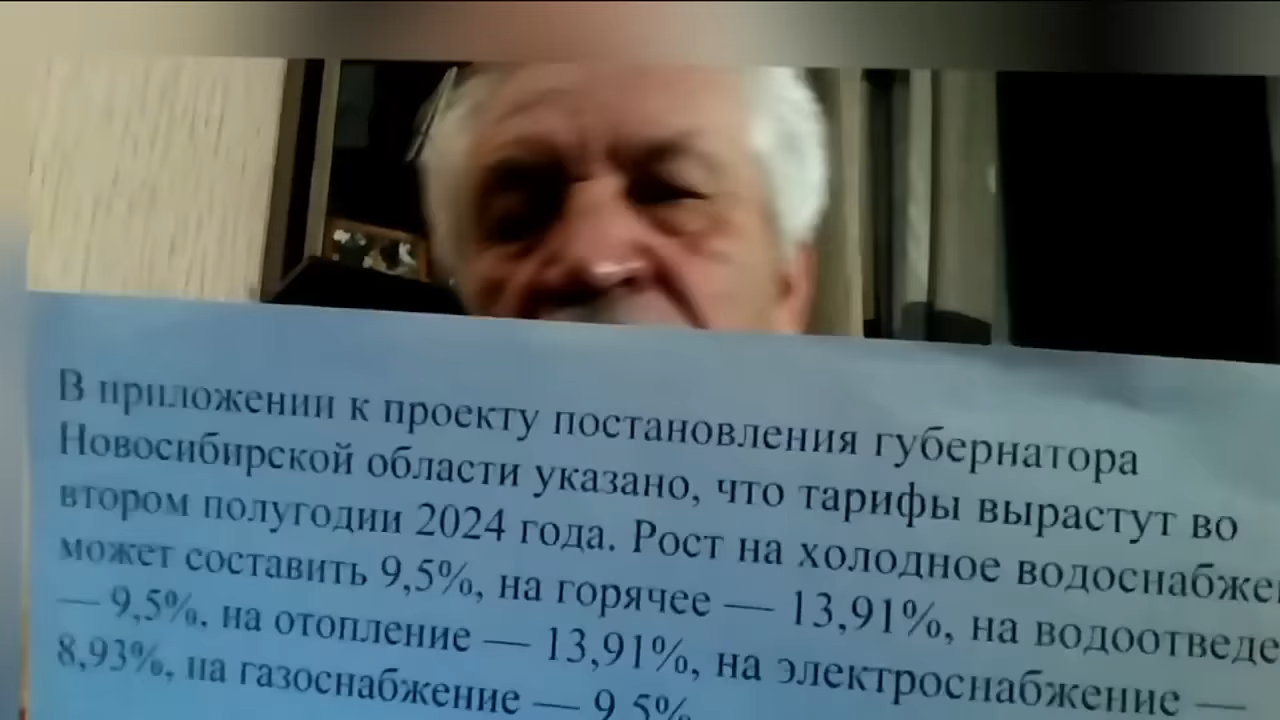 В приложении к проекту постановления губернатора
Новосибирской области указано, что тарифы вырастут во
втором полугодии 2024 года. Рост на холодное
может составить 9,5%, на горячее — 13,91%, на
— 9,5%, на отопление — 13,91%, на электроснабжение —
8,93%, на газоснабжение — 9,5%